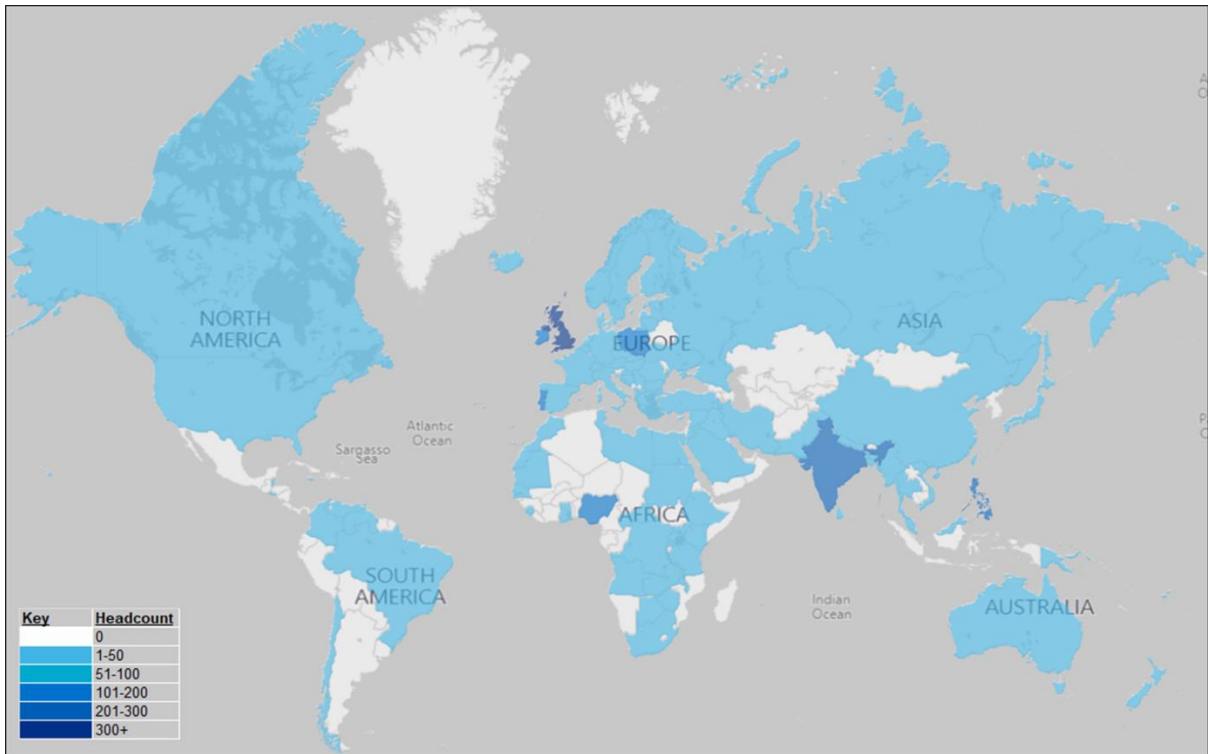 NORTH
AMERICA
EUROPE
ASIA
Atlantic
Ocean
Sargasso
Sea
AFRICA
SOUTH
AMERICA
Indian
Ocean
AUSTRALIA
Key Headcount
0
1-50
51-100
101-200
201-300
300+